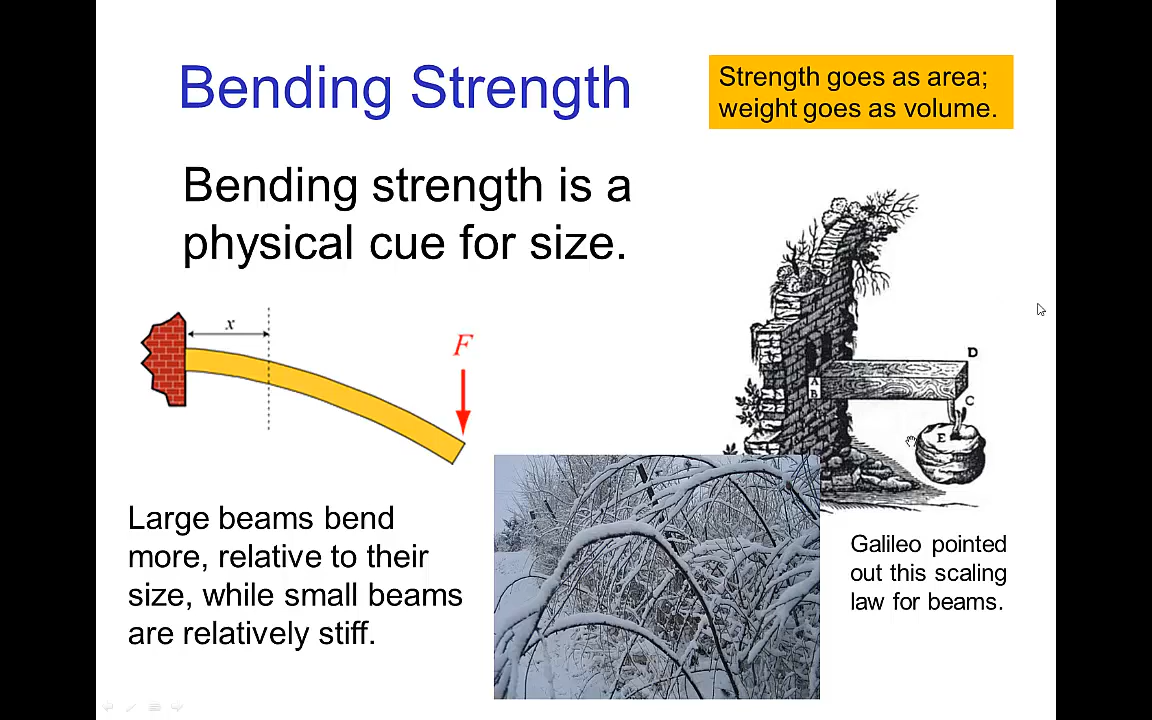 Bending Strength
Strength goes as area;
weight goes as volume.
Bending strength is a
physical cue for size.
x
F
D
A
B
C
E
Large beams bend
more, relative to their
size, while small beams
are relatively stiff.
Galileo pointed
out this scaling
law for beams.